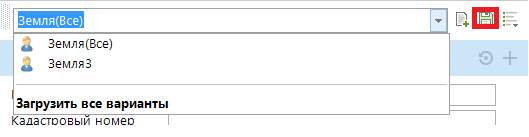 Земля(Все)
Земля(Все)
Земля3
Загрузить все варианты
Кадастровый номер